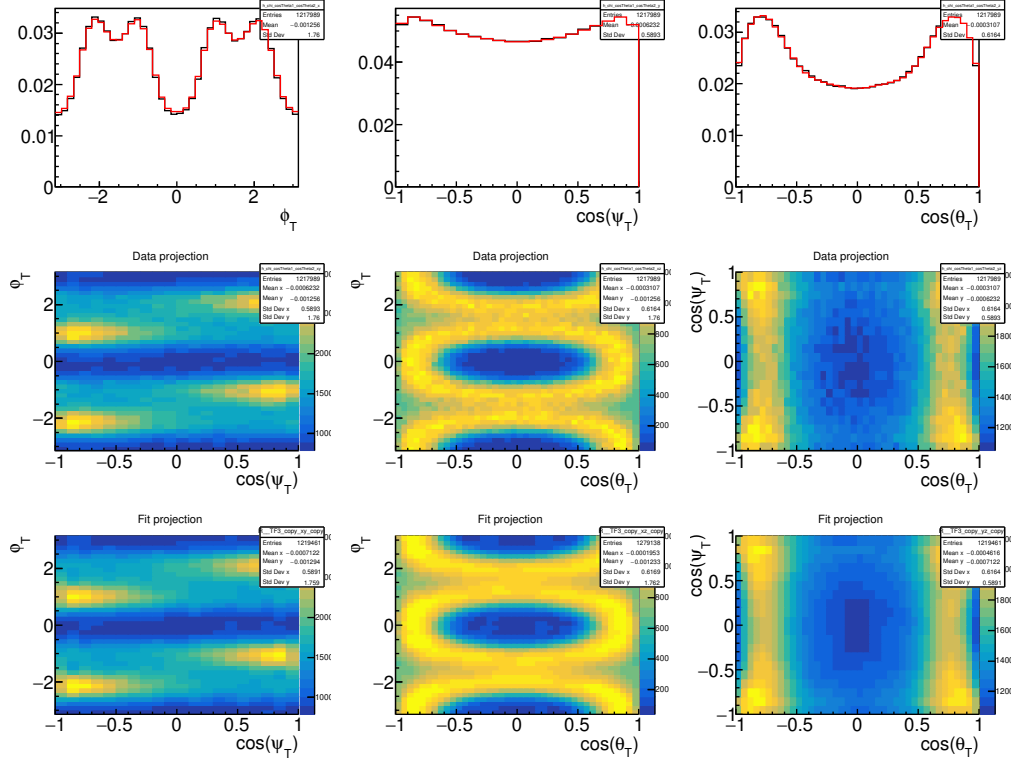 h_chi_cosTheta1_cosTheta2_x
Entries 1217989
Mean −0.001256
Std Dev 1.76
0.03
0.02
0.01
0
−2 0 2
ϕ_T
Entries 1217989
Mean −0.0006232
Std Dev 0.5893
0.04
0.02
0
−1 −0.5 0 0.5 1
cos(ψ_T)
Entries 1217989
Mean −0.0003107
Std Dev 0.6164
0.03
0.02
0.01
0
−1 −0.5 0 0.5 1
cos(θ_T)
Data projection
h_chi_cosTheta1_cosTheta2_xy
Entries 1217989
Mean x −0.0006232
Mean y −0.001256
Std Dev x 0.5893
Std Dev y 1.76
φ_T
2
0
−2
−1 −0.5 0 0.5 1
cos(ψ_T)
2000
1500
1000
Data projection
Entries 1217989
Mean x −0.0003107
Mean y −0.001256
Std Dev x 0.6164
Std Dev y 1.76
φ_T
2
0
−2
−1 −0.5 0 0.5 1
cos(θ_T)
800
600
400
200
Data projection
Entries 1217989
Mean x −0.0003107
Mean y −0.0006232
Std Dev x 0.6164
Std Dev y 0.5893
cos(ψ_T)
1
0.5
0
−0.5
−1
−1 −0.5 0 0.5 1
cos(θ_T)
1800
1600
1400
1200
Fit projection
Entries 1219461
Mean x −0.0007122
Mean y −0.001294
Std Dev x 0.5891
Std Dev y 1.759
φ_T
2
0
−2
−1 −0.5 0 0.5 1
cos(ψ_T)
2000
1500
1000
Fit projection
Entries 1279138
Mean x −0.0001953
Mean y −0.001233
Std Dev x 0.6169
Std Dev y 1.762
φ_T
2
0
−2
−1 −0.5 0 0.5 1
cos(θ_T)
800
600
400
200
Fit projection
Entries 1219461
Mean x −0.0004616
Mean y −0.0007122
Std Dev x 0.6164
Std Dev y 0.5891
cos(ψ_T)
1
0.5
0
−0.5
−1
−1 −0.5 0 0.5 1
cos(θ_T)
1800
1600
1400
1200